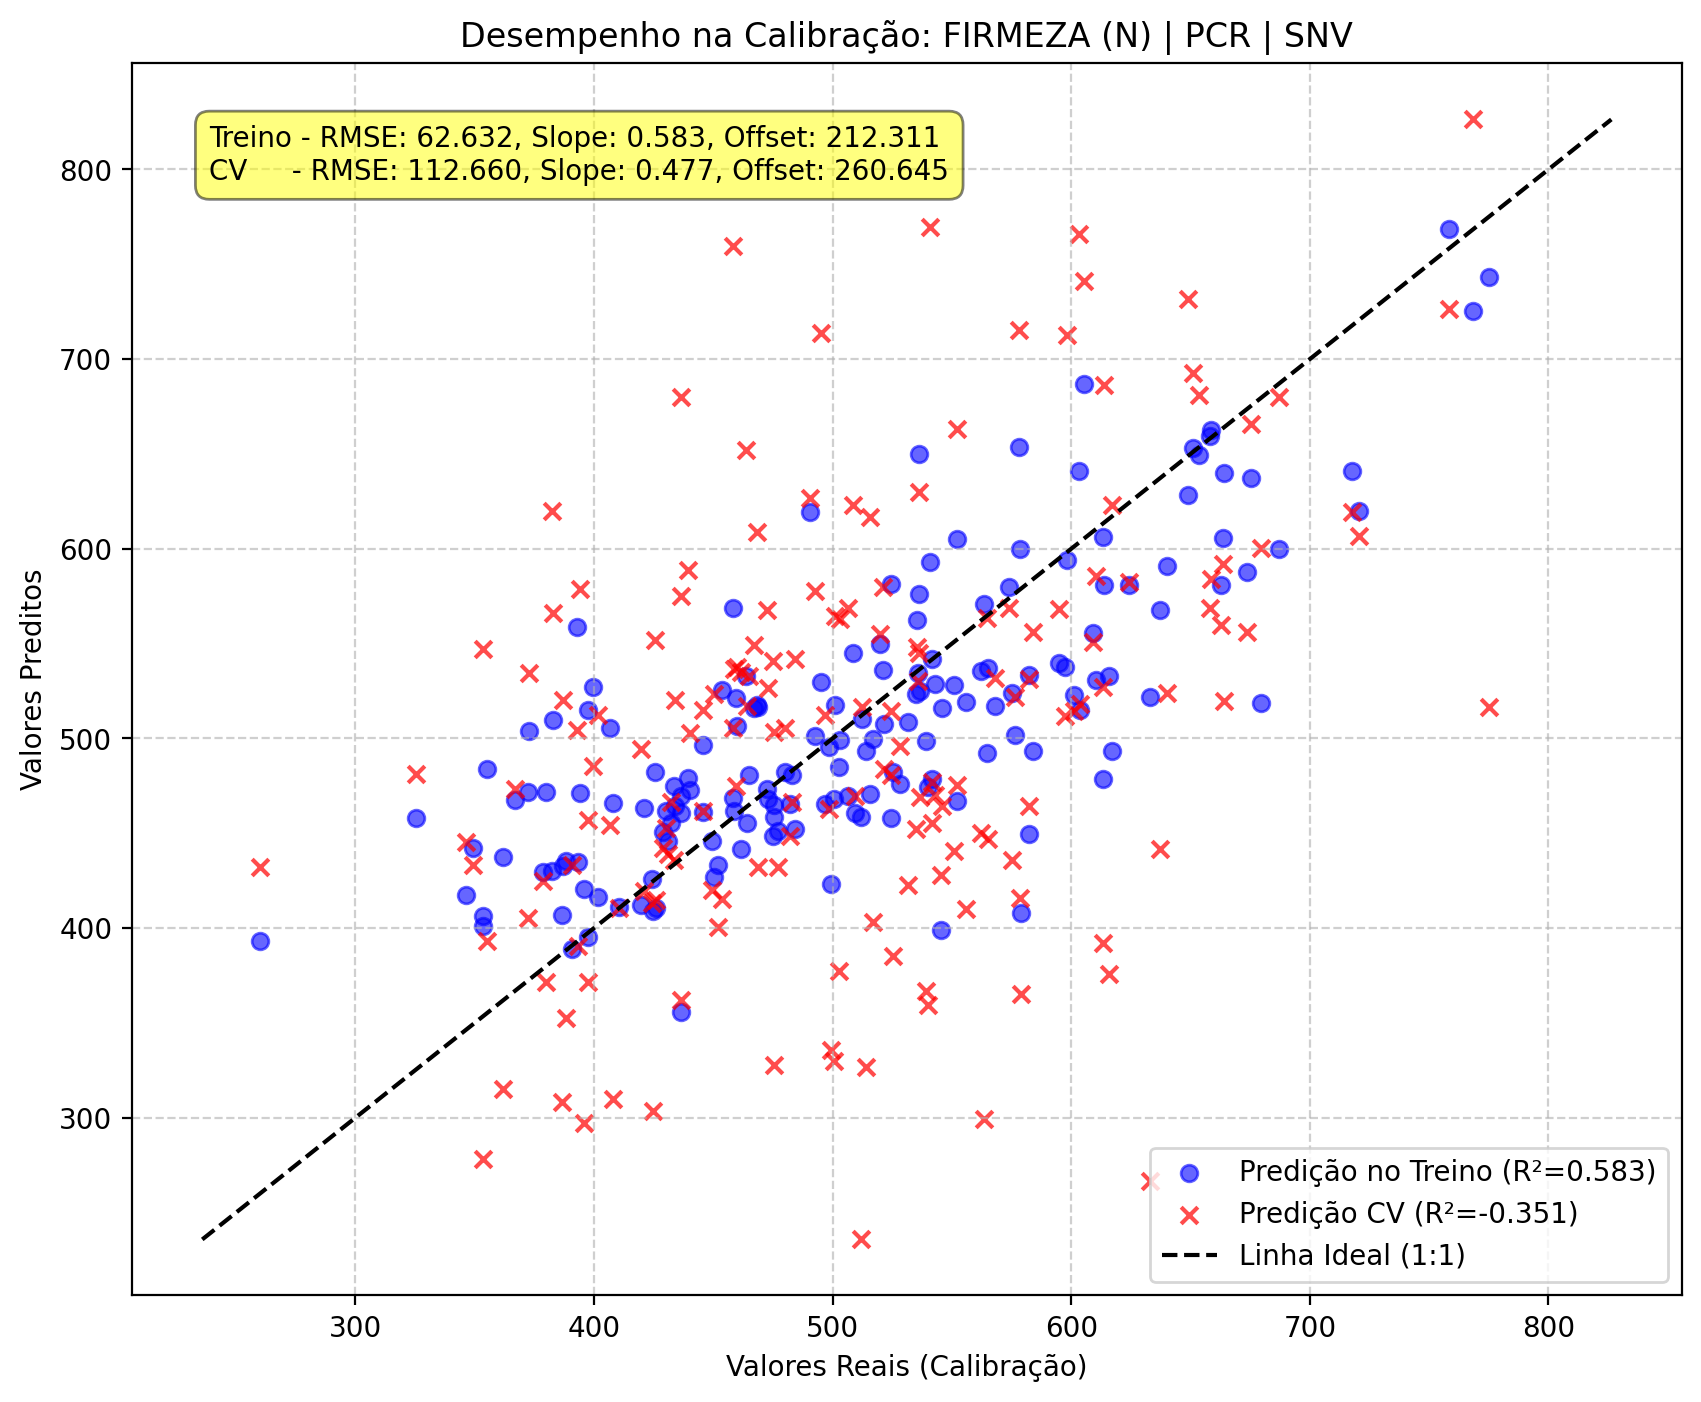 Desempenho na Calibração: FIRMEZA (N) | PCR | SNV
Treino - RMSE: 62.632, Slope: 0.583, Offset: 212.311
CV - RMSE: 112.660, Slope: 0.477, Offset: 260.645
Valores Preditos
800
700
600
500
400
300
Predição no Treino (R²=0.583)
Predição CV (R²=-0.351)
Linha Ideal (1:1)
300 400 500 600 700 800
Valores Reais (Calibração)